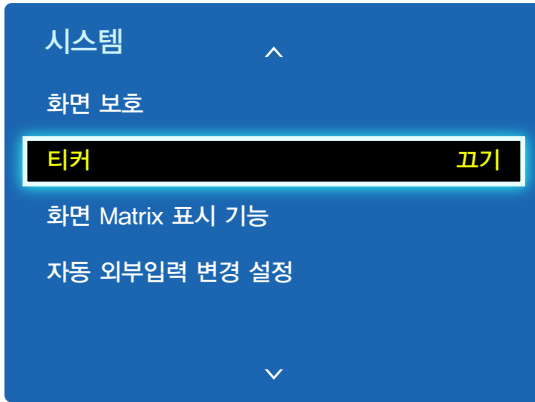 시스템
화면 보호
티커 끄기
화면 Matrix 표시 기능
자동 외부입력 변경 설정